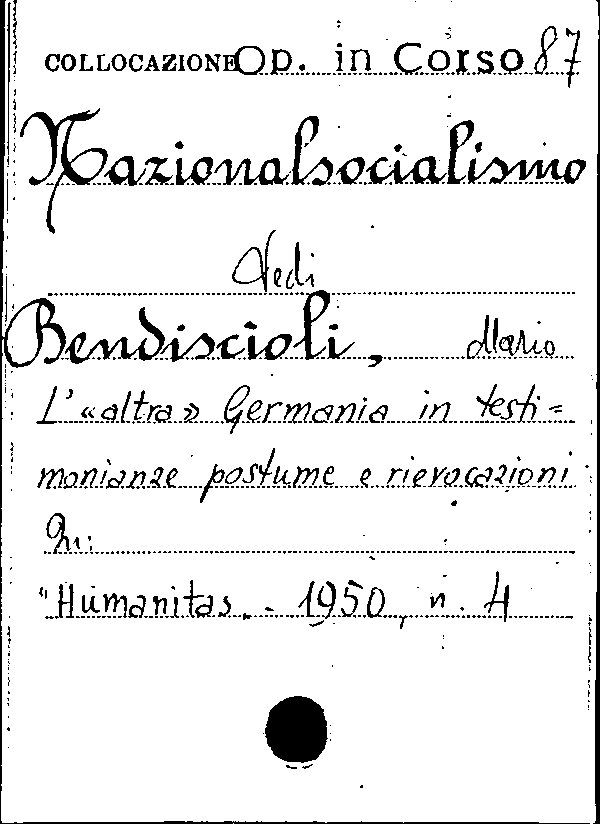 COLLOCAZIONE Op. in Corso 87
Nazionalsocialismo
Vedi
Bendiscioli, Mario
L' «altra» Germania in testi=
monianze postume e rievocazioni
In:
"Humanitas. - 1950, n. 4